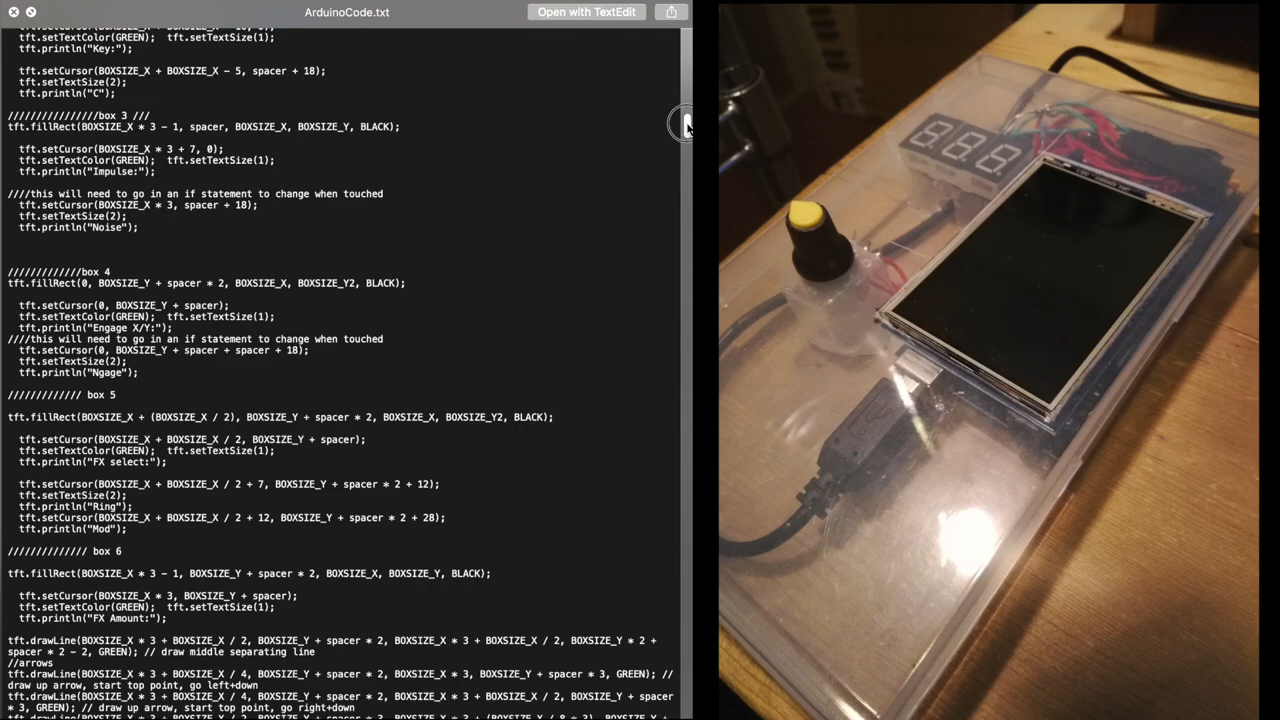 ArduinoCode.txt
Open with TextEdit
tft.setTextColor(GREEN);  tft.setTextSize(1);
tft.println("Key:");
tft.setCursor(BOXSIZE_X + BOXSIZE_X - 5, spacer + 18);
tft.setTextSize(2);
tft.println("C");
////////////////box 3 ///
tft.fillRect(BOXSIZE_X * 3 - 1, spacer, BOXSIZE_X, BOXSIZE_Y, BLACK);
tft.setCursor(BOXSIZE_X * 3 + 7, 0);
tft.setTextColor(GREEN);  tft.setTextSize(1);
tft.println("Impulse:");
////this will need to go in an if statement to change when touched
tft.setCursor(BOXSIZE_X * 3, spacer + 18);
tft.setTextSize(2);
tft.println("Noise");
/////////////box 4
tft.fillRect(0, BOXSIZE_Y + spacer * 2, BOXSIZE_X, BOXSIZE_Y2, BLACK);
tft.setCursor(0, BOXSIZE_Y + spacer);
tft.setTextColor(GREEN);  tft.setTextSize(1);
tft.println("Engage X/Y:");
////this will need to go in an if statement to change when touched
tft.setCursor(0, BOXSIZE_Y + spacer + spacer + 18);
tft.setTextSize(2);
tft.println("Ngage");
///////////// box 5
tft.fillRect(BOXSIZE_X + (BOXSIZE_X / 2), BOXSIZE_Y + spacer * 2, BOXSIZE_X, BOXSIZE_Y2, BLACK);
tft.setCursor(BOXSIZE_X + BOXSIZE_X / 2, BOXSIZE_Y + spacer);
tft.setTextColor(GREEN);  tft.setTextSize(1);
tft.println("FX select:");
tft.setCursor(BOXSIZE_X + BOXSIZE_X / 2 + 7, BOXSIZE_Y + spacer * 2 + 12);
tft.setTextSize(2);
tft.println("Ring");
tft.setCursor(BOXSIZE_X + BOXSIZE_X / 2 + 12, BOXSIZE_Y + spacer * 2 + 28);
tft.println("Mod");
////////////// box 6
tft.fillRect(BOXSIZE_X * 3 - 1, BOXSIZE_Y + spacer * 2, BOXSIZE_X, BOXSIZE_Y, BLACK);
tft.setCursor(BOXSIZE_X * 3, BOXSIZE_Y + spacer);
tft.setTextColor(GREEN);  tft.setTextSize(1);
tft.println("FX Amount:");
tft.drawLine(BOXSIZE_X * 3 + BOXSIZE_X / 2, BOXSIZE_Y + spacer * 2, BOXSIZE_X * 3 + BOXSIZE_X / 2, BOXSIZE_Y * 2 +
spacer * 2 - 2, GREEN); // draw middle separating line
//arrows
tft.drawLine(BOXSIZE_X * 3 + BOXSIZE_X / 4, BOXSIZE_Y + spacer * 2, BOXSIZE_X * 3, BOXSIZE_Y + spacer * 3, GREEN); //
draw up arrow, start top point, go left+down
tft.drawLine(BOXSIZE_X * 3 + BOXSIZE_X / 4, BOXSIZE_Y + spacer * 2, BOXSIZE_X * 3 + BOXSIZE_X / 2, BOXSIZE_Y + spacer
* 3, GREEN); // draw up arrow, start top point, go right+down